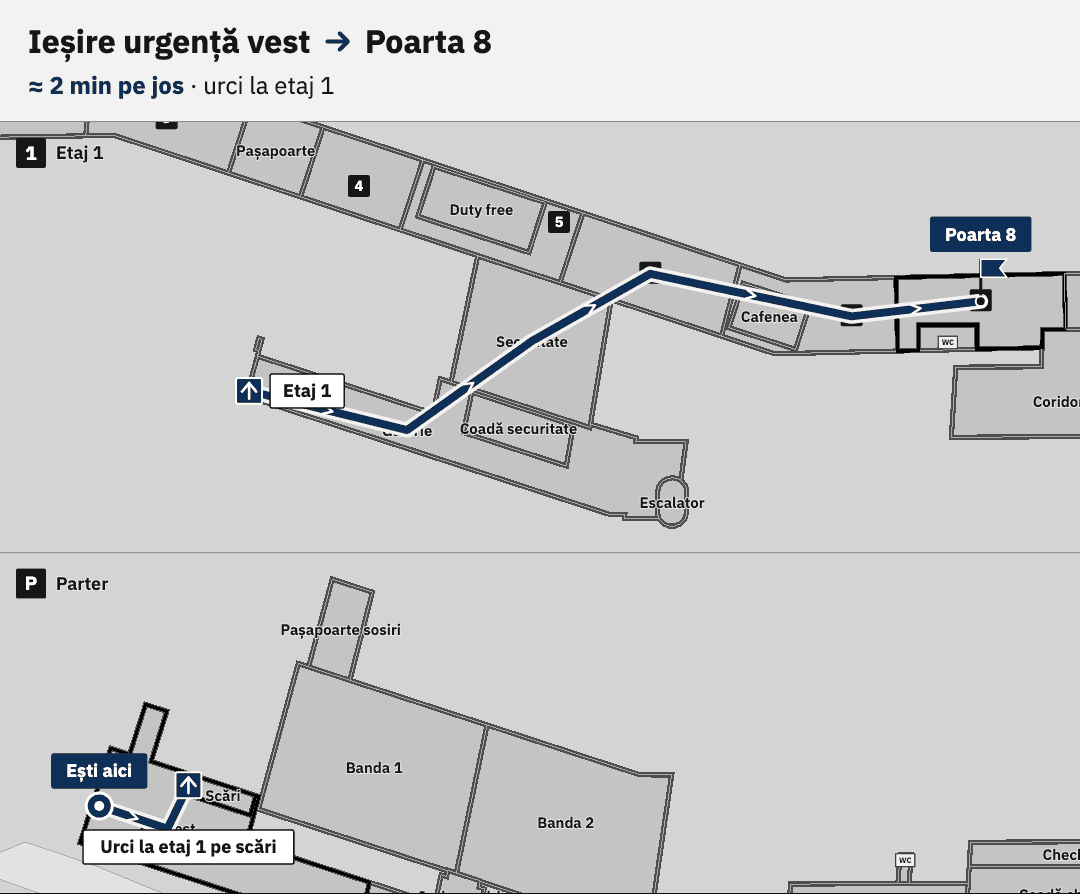 Ieșire urgență vest → Poarta 8
≈ 2 min pe jos · urci la etaj 1
1 Etaj 1
Pașapoarte
4
Duty free
5
Poarta 8
Cafenea
Securitate
WC
Etaj 1
Coridor
Coadă securitate
Escalator
P Parter
Pașapoarte sosiri
Banda 1
Ești aici
Scări
Banda 2
Urci la etaj 1 pe scări
WC